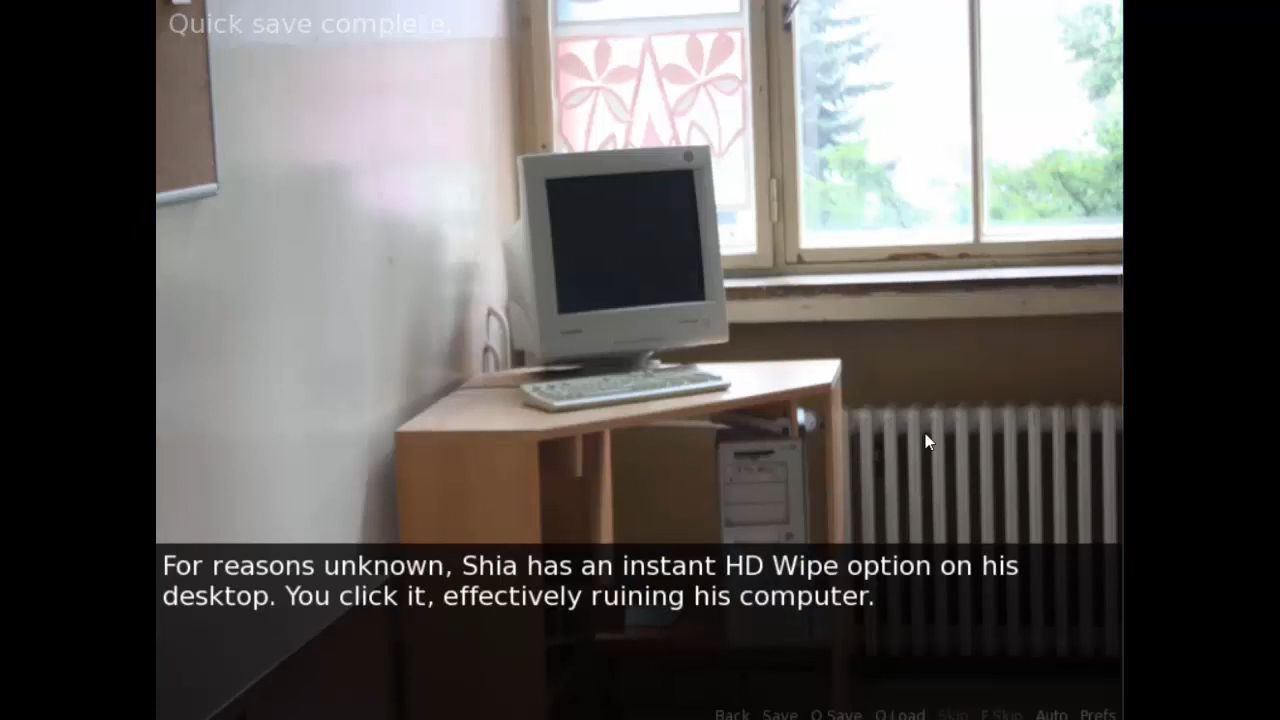 Quick save complete.
For reasons unknown, Shia has an instant HD Wipe option on his
desktop. You click it, effectively ruining his computer.
Back Save Q.Save Q.Load Skip F.Skip Auto Prefs